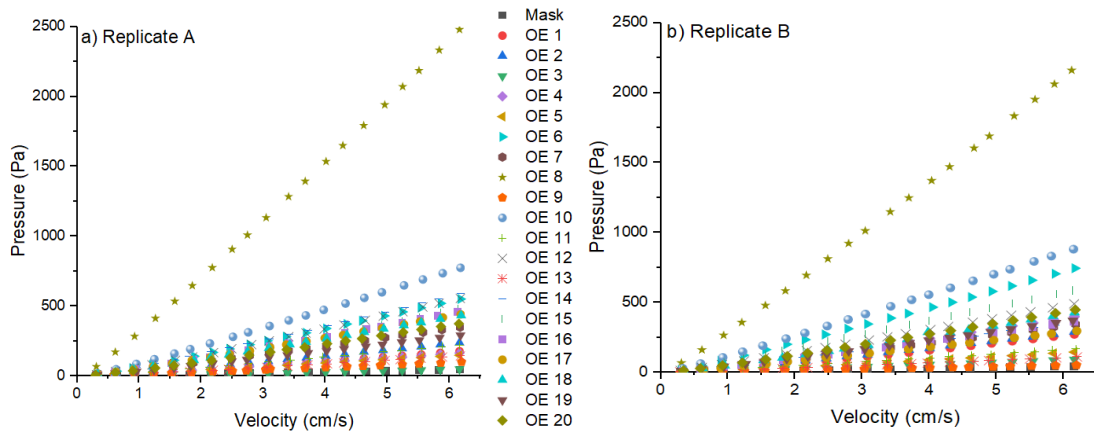 a) Replicate A
Pressure (Pa)
2500
2000
1500
1000
500
0
0 1 2 3 4 5 6
Velocity (cm/s)
Mask
OE 1
OE 2
OE 3
OE 4
OE 5
OE 6
OE 7
OE 8
OE 9
OE 10
OE 11
OE 12
OE 13
OE 14
OE 15
OE 16
OE 17
OE 18
OE 19
OE 20
b) Replicate B
Pressure (Pa)
2500
2000
1500
1000
500
0
0 1 2 3 4 5 6
Velocity (cm/s)